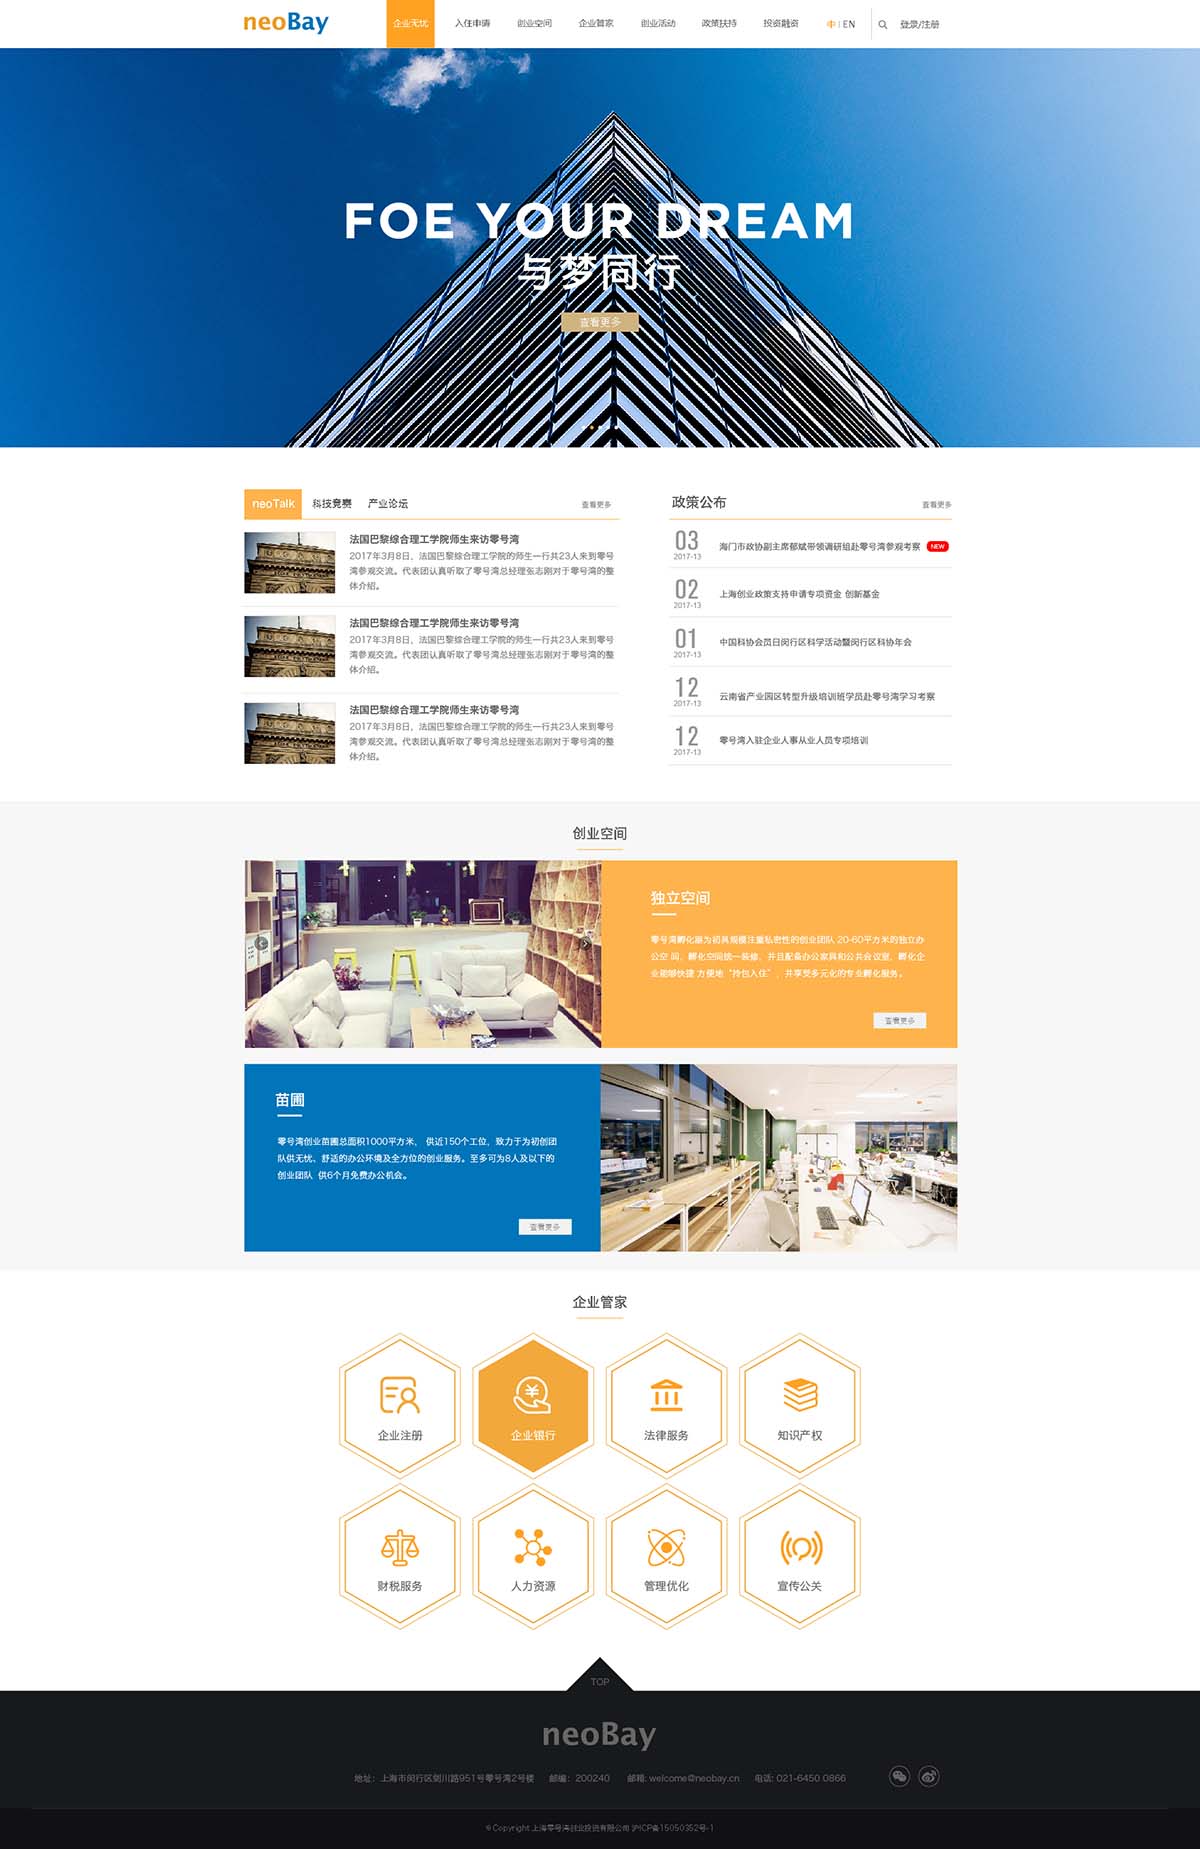 neoBay
企业无忧 入住申请 创业空间 企业管家 创业活动 政策扶持 投资融资 中 | EN 登录/注册
FOE YOUR DREAM
与梦同行
查看更多
neoTalk 科技竞赛 产业论坛 查看更多
法国巴黎综合理工学院师生来访零号湾
2017年3月8日，法国巴黎综合理工学院的师生一行共23人来到零号
湾参观交流。代表团认真听取了零号湾总经理张志刚对于零号湾的整
体介绍。
法国巴黎综合理工学院师生来访零号湾
2017年3月8日，法国巴黎综合理工学院的师生一行共23人来到零号
湾参观交流。代表团认真听取了零号湾总经理张志刚对于零号湾的整
体介绍。
法国巴黎综合理工学院师生来访零号湾
2017年3月8日，法国巴黎综合理工学院的师生一行共23人来到零号
湾参观交流。代表团认真听取了零号湾总经理张志刚对于零号湾的整
体介绍。
政策公布 查看更多
03
2017-13
海门市政协副主席郁斌带领调研组赴零号湾参观考察 NEW
02
2017-13
上海创业政策支持申请专项资金 创新基金
01
2017-13
中国科协会员日闵行区科学活动暨闵行区科协年会
12
2017-13
云南省产业园区转型升级培训班学员赴零号湾学习考察
12
2017-13
零号湾入驻企业人事从业人员专项培训
创业空间
独立空间
零号湾孵化器为初具规模注重私密性的创业团队 20-60平方米的独立办
公空 间，孵化空间统一装修，并且配备办公家具和公共会议室，孵化企
业能够快捷 方便地“拎包入住”，并享受多元化的专业孵化服务。
查看更多
苗圃
零号湾创业苗圃总面积1000平方米， 供近150个工位，致力于为初创团
队供无忧、舒适的办公环境及全方位的创业服务。至多可为8人及以下的
创业团队 供6个月免费办公机会。
查看更多
企业管家
企业注册 企业银行 法律服务 知识产权
财税服务 人力资源 管理优化 宣传公关
TOP
neoBay
地址：上海市闵行区剑川路951号零号湾2号楼 邮编：200240 邮箱: welcome@neobay.cn 电话: 021-6450 0866
© Copyright 上海零号湾创业投资有限公司 沪ICP备15050352号-1